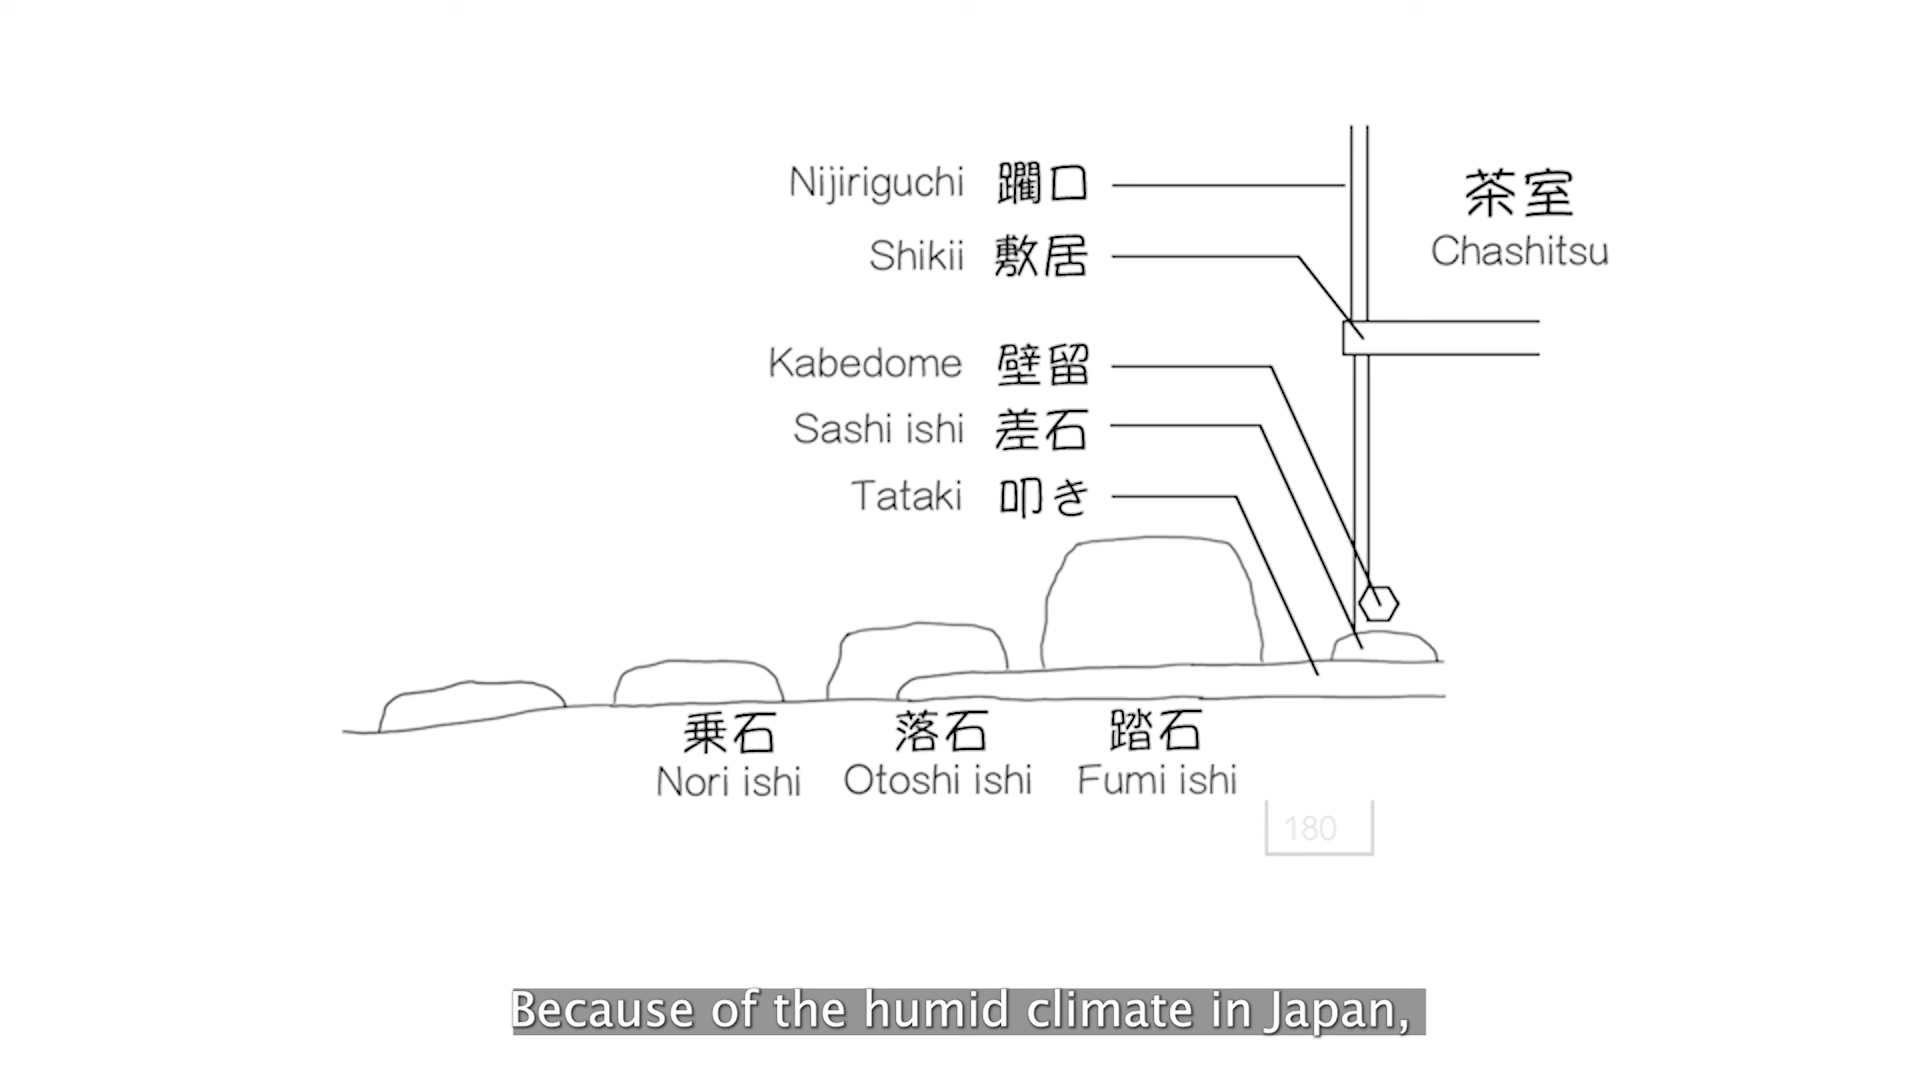 Nijiriguchi 躙口
茶室
Chashitsu
Shikii 敷居
Kabedome 壁留
Sashi ishi 差石
Tataki 叩き
乗石
Nori ishi
落石
Otoshi ishi
踏石
Fumi ishi
180
Because of the humid climate in Japan,